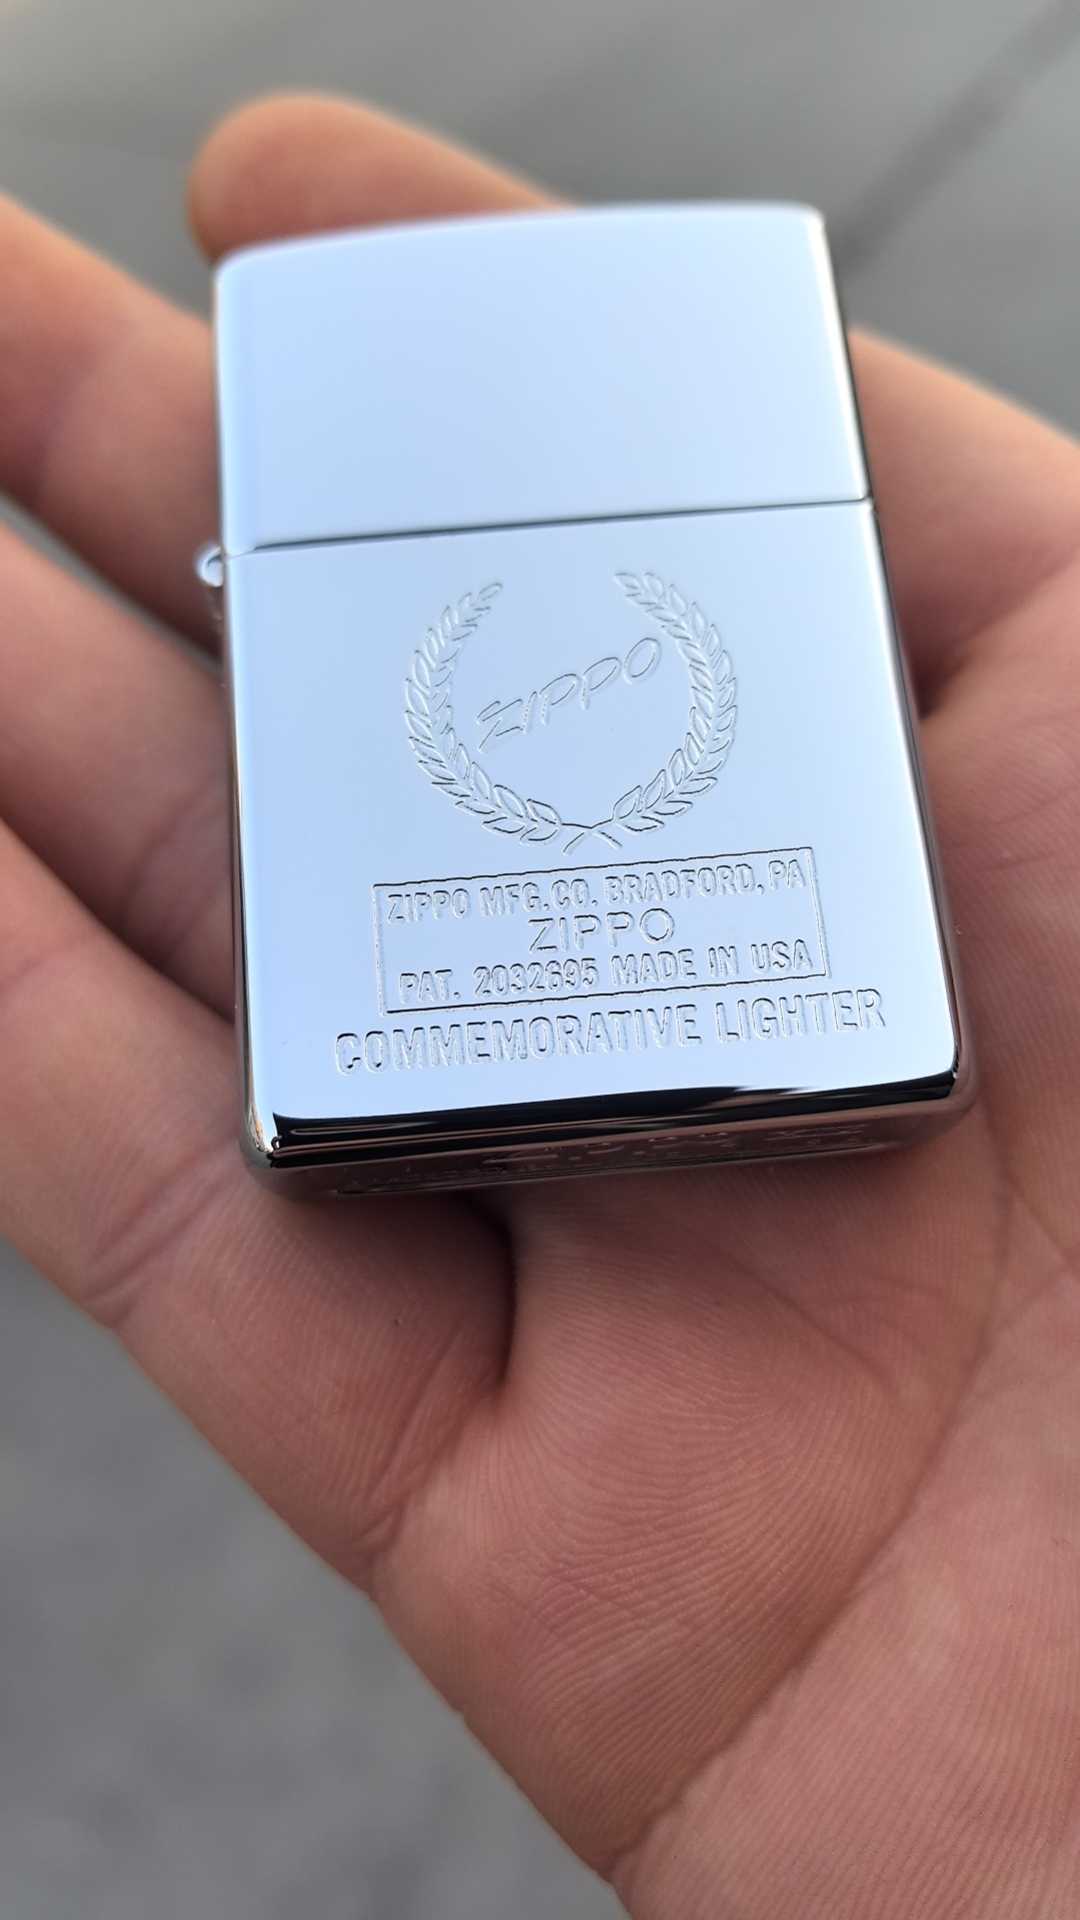 ZIPPO
ZIPPO MFG. CO. BRADFORD, PA
ZIPPO
PAT. 2032695 MADE IN USA
COMMEMORATIVE LIGHTER